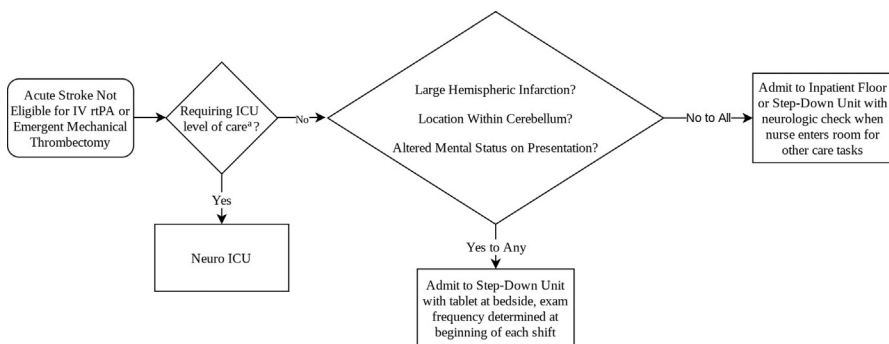 Acute Stroke Not
Eligible for IV rtPA or
Emergent Mechanical
Thrombectomy
Requiring ICU
level of careᵃ?
No
Yes
Neuro ICU
Large Hemispheric Infarction?
Location Within Cerebellum?
Altered Mental Status on Presentation?
No to All
Yes to Any
Admit to Inpatient Floor
or Step-Down Unit with
neurologic check when
nurse enters room for
other care tasks
Admit to Step-Down Unit
with tablet at bedside, exam
frequency determined at
beginning of each shift